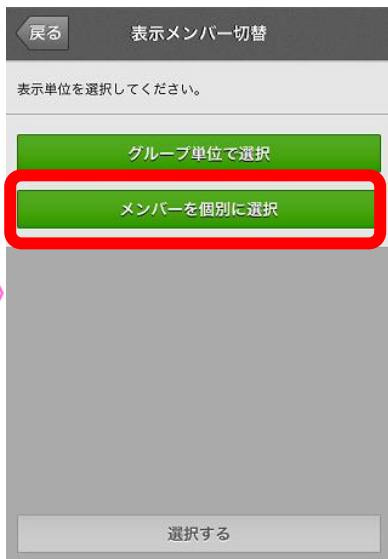 戻る
表示メンバー切替
表示単位を選択してください。
グループ単位で選択
メンバーを個別に選択
選択する